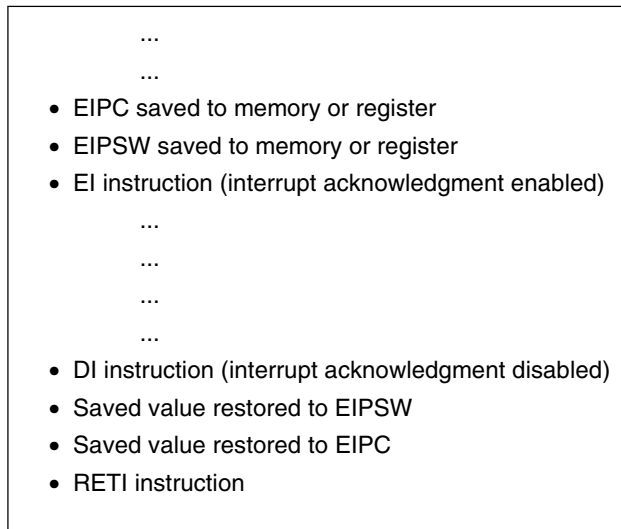 ...
...
• EIPC saved to memory or register
• EIPSW saved to memory or register
• EI instruction (interrupt acknowledgment enabled)
...
...
...
...
• DI instruction (interrupt acknowledgment disabled)
• Saved value restored to EIPSW
• Saved value restored to EIPC
• RETI instruction